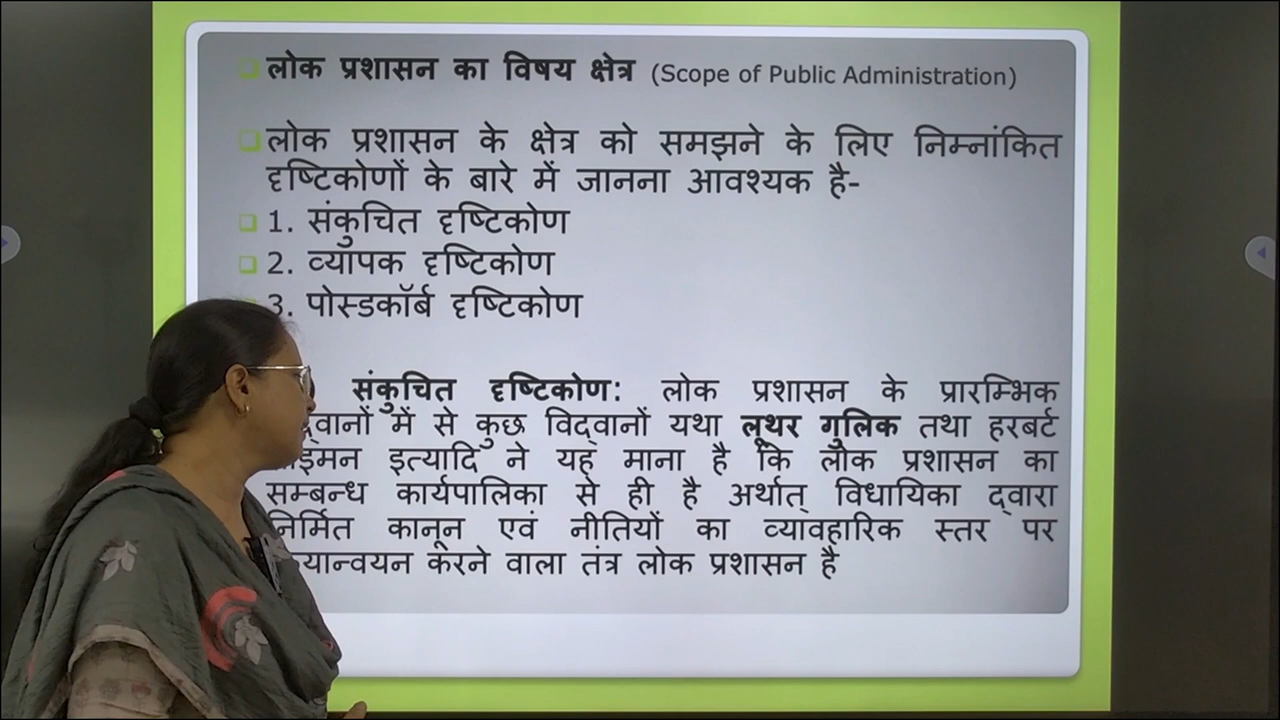 लोक प्रशासन का विषय क्षेत्र (Scope of Public Administration)
लोक प्रशासन के क्षेत्र को समझने के लिए निम्नांकित
दृष्टिकोणों के बारे में जानना आवश्यक है-
1. संकुचित दृष्टिकोण
2. व्यापक दृष्टिकोण
3. पोस्डकॉर्ब दृष्टिकोण
संकुचित दृष्टिकोण: लोक प्रशासन के प्रारम्भिक
में से कुछ विद्वानों यथा लूथर गुलिक तथा हरबर्ट
इत्यादि ने यह माना है कि लोक प्रशासन का
सम्बन्ध कार्यपालिका से ही है अर्थात् विधायिका द्वारा
निर्मित कानून एवं नीतियों का व्यावहारिक स्तर पर
करने वाला तंत्र लोक प्रशासन है